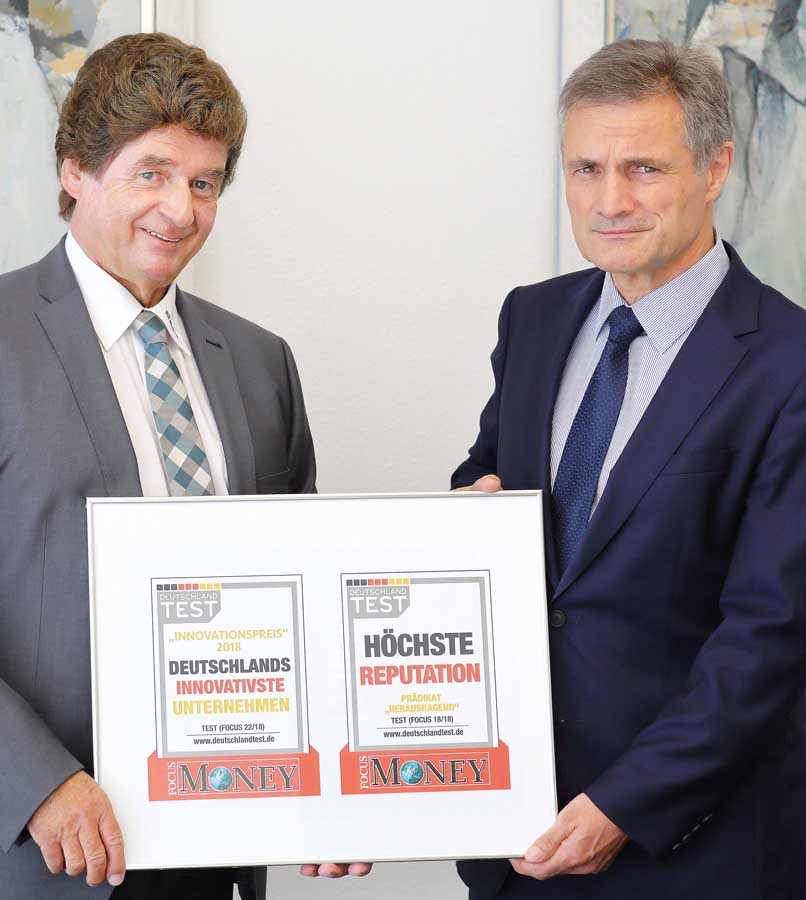 DEUTSCHLAND
TEST
„INNOVATIONSPREIS“
2018
DEUTSCHLANDS
INNOVATIVSTE
UNTERNEHMEN
TEST (FOCUS 22/18)
www.deutschlandtest.de
FOCUS
MONEY
DEUTSCHLAND
TEST
HÖCHSTE
REPUTATION
PRÄDIKAT
„HERAUSRAGEND“
TEST (FOCUS 18/18)
www.deutschlandtest.de
FOCUS
MONEY